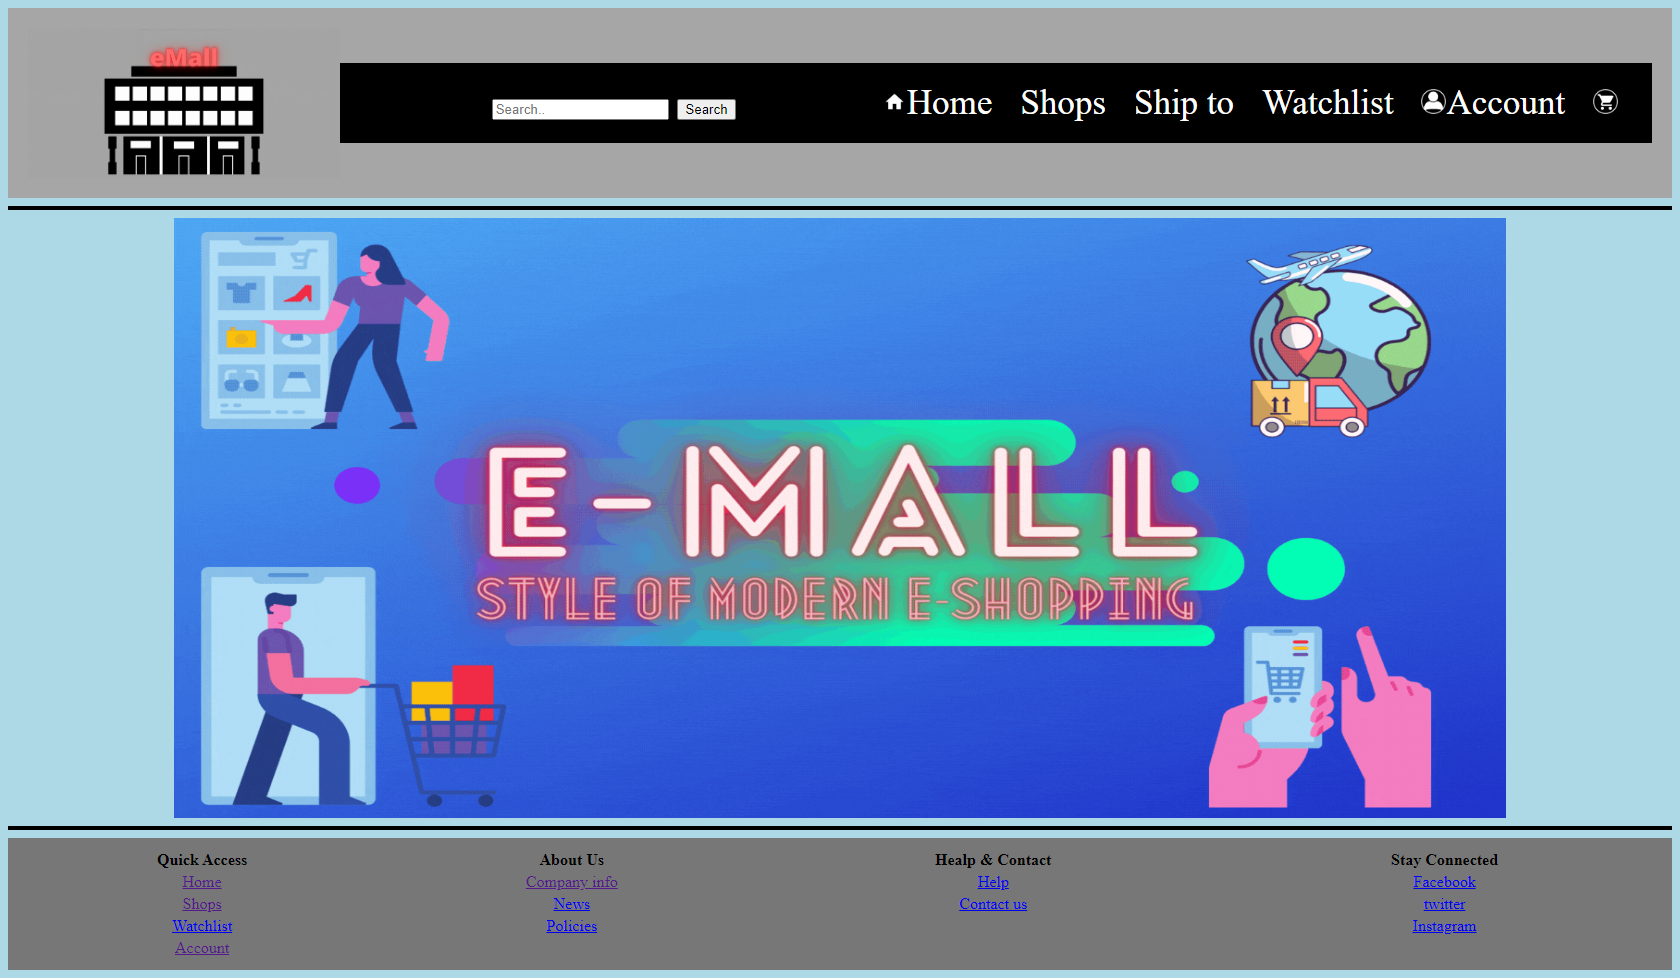 eMall
Search..
Search
Home
Shops
Ship to
Watchlist
Account
E-MALL
STYLE OF MODERN E-SHOPPING
Quick Access
Home
Shops
Watchlist
Account
About Us
Company info
News
Policies
Healp & Contact
Help
Contact us
Stay Connected
Facebook
twitter
Instagram